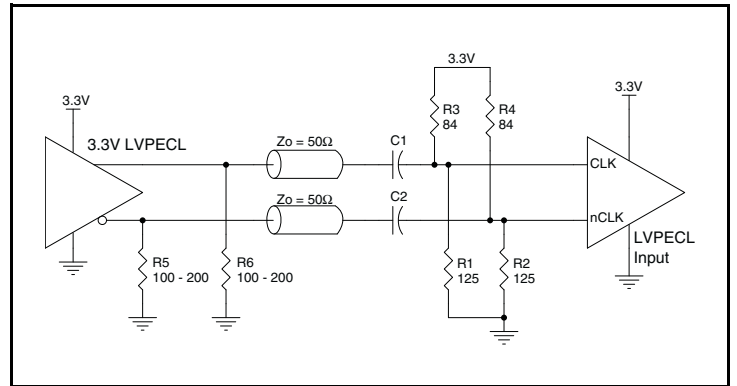 3.3V
3.3V
3.3V
R3
84
R4
84
3.3V LVPECL
Zo = 50Ω
C1
CLK
Zo = 50Ω
C2
nCLK
LVPECL
Input
R5
100 - 200
R6
100 - 200
R1
125
R2
125